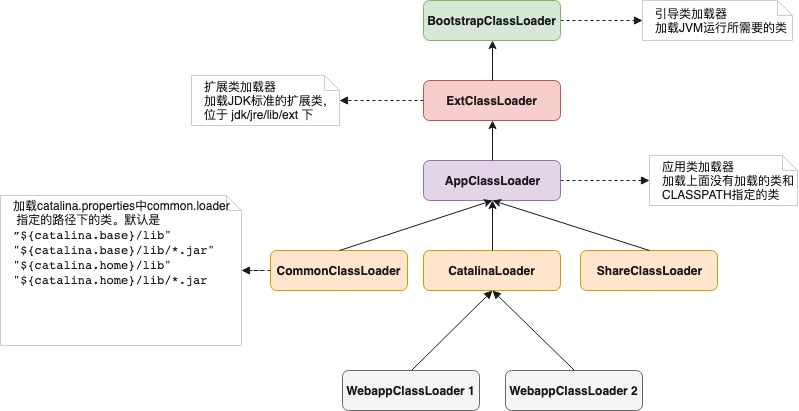 BootstrapClassLoader
引导类加载器
加载JVM运行所需要的类
扩展类加载器
加载JDK标准的扩展类,
位于 jdk/jre/lib/ext 下
ExtClassLoader
AppClassLoader
应用类加载器
加载上面没有加载的类和
CLASSPATH指定的类
加载catalina.properties中common.loader
指定的路径下的类。默认是
"${catalina.base}/lib"
"${catalina.base}/lib/*.jar"
"${catalina.home}/lib"
"${catalina.home}/lib/*.jar
CommonClassLoader
CatalinaLoader
ShareClassLoader
WebappClassLoader 1
WebappClassLoader 2